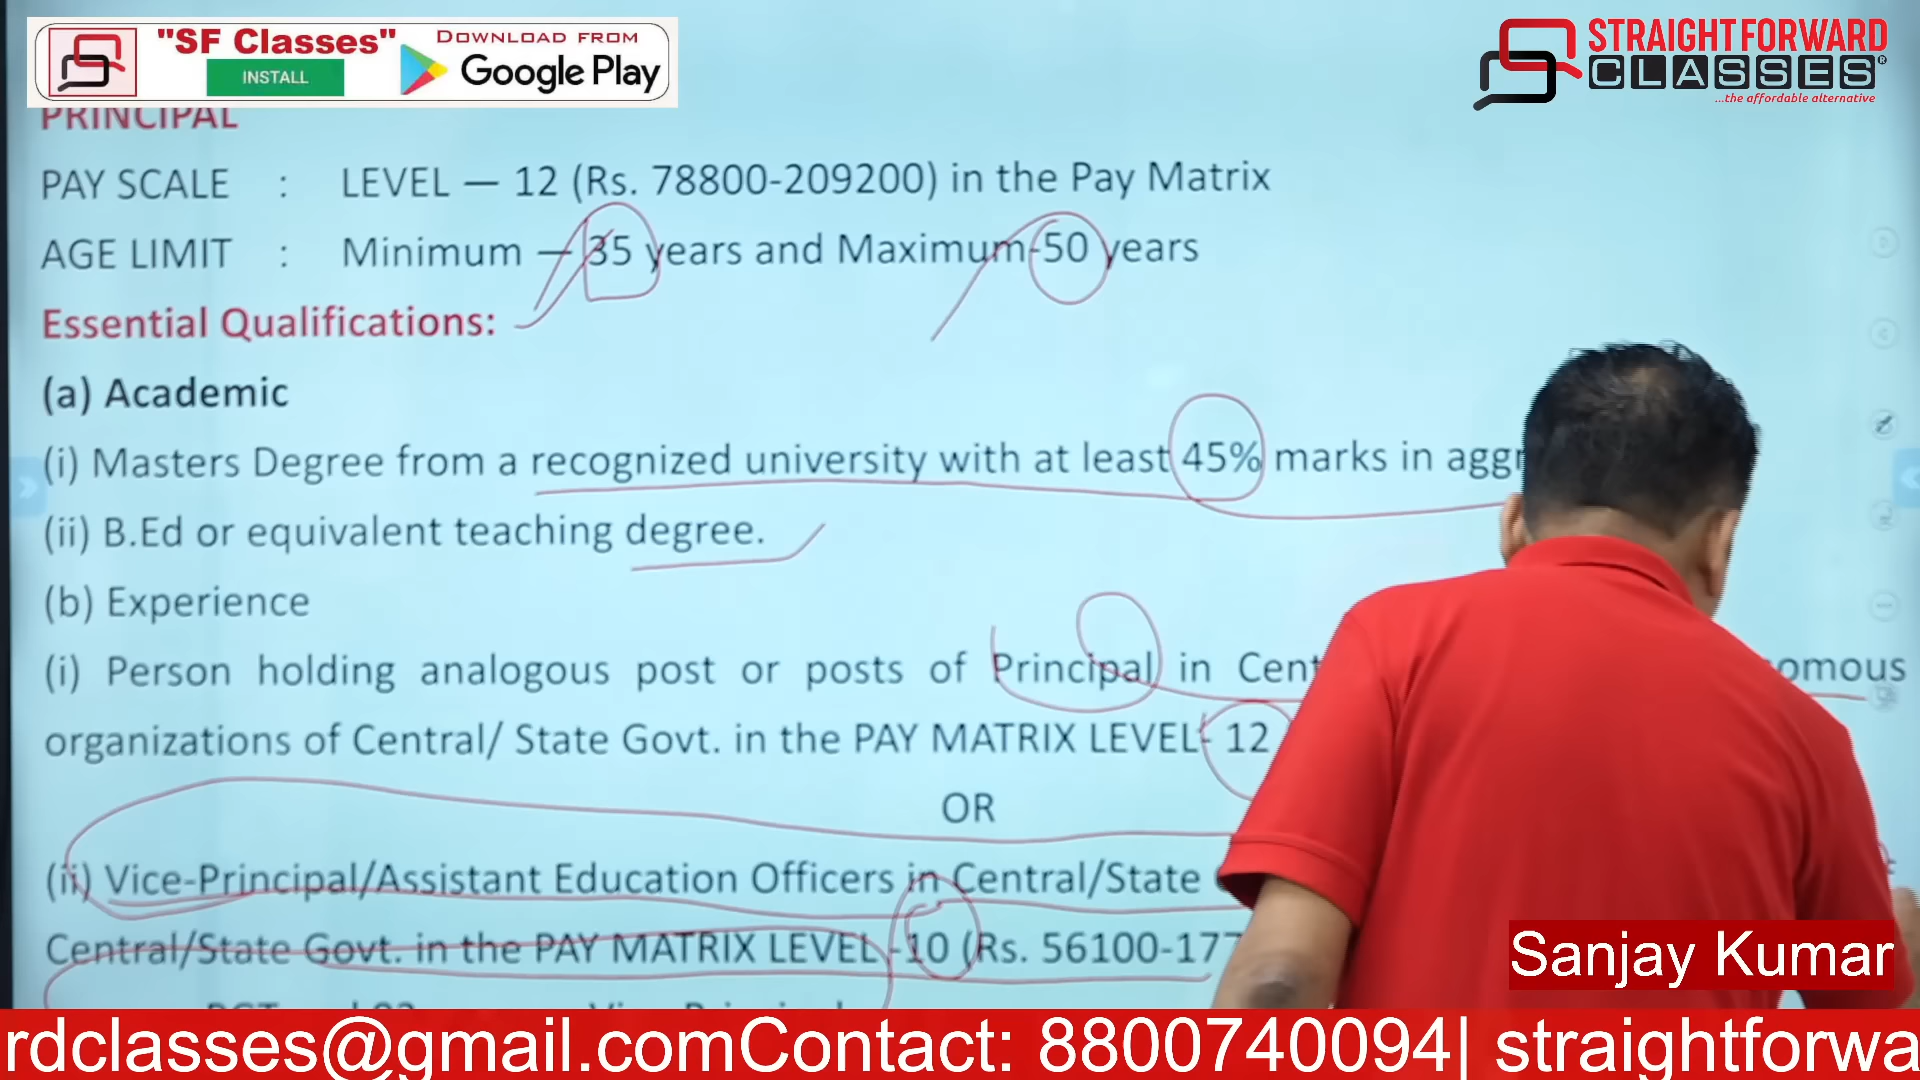 "SF Classes"
INSTALL
DOWNLOAD FROM
Google Play
STRAIGHTFORWARD
CLASSES®
...the affordable alternative
PRINCIPAL
PAY SCALE : LEVEL — 12 (Rs. 78800-209200) in the Pay Matrix
AGE LIMIT : Minimum — 35 years and Maximum-50 years
Essential Qualifications:
(a) Academic
(i) Masters Degree from a recognized university with at least 45% marks in aggr
(ii) B.Ed or equivalent teaching degree.
(b) Experience
(i) Person holding analogous post or posts of Principal in Cent omous
organizations of Central/ State Govt. in the PAY MATRIX LEVEL- 12
OR
(ii) Vice-Principal/Assistant Education Officers in Central/State
Central/State Govt. in the PAY MATRIX LEVEL -10 (Rs. 56100-177
Sanjay Kumar
rdclasses@gmail.comContact: 8800740094| straightforwa